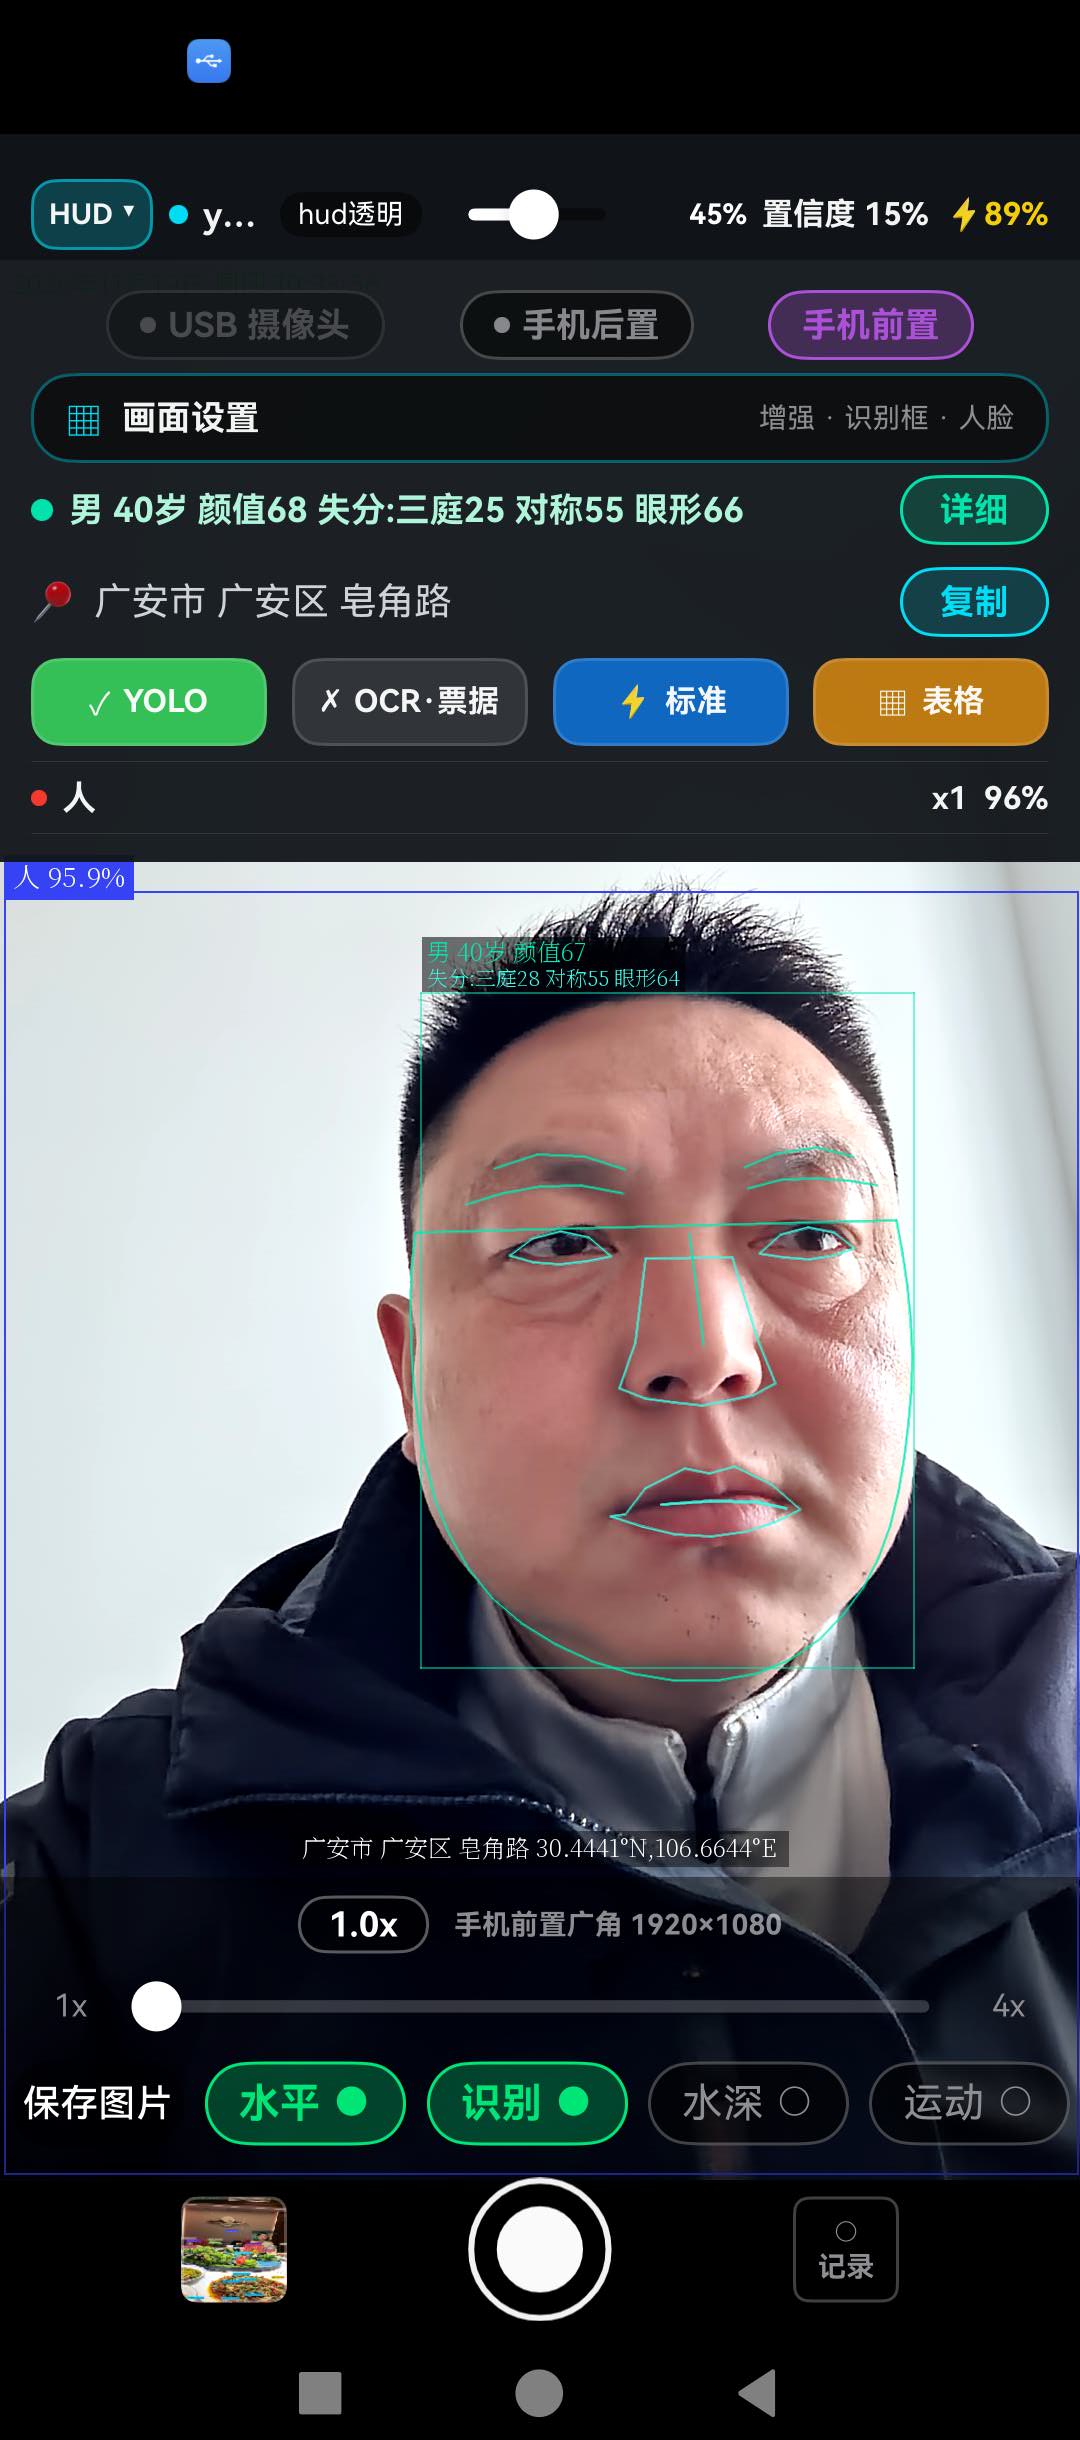 HUD ▾ y... hud透明 45% 置信度 15% ⚡89%
USB 摄像头 手机后置 手机前置
画面设置 增强 · 识别框 · 人脸
男 40岁 颜值68 失分:三庭25 对称55 眼形66 详细
广安市 广安区 皂角路 复制
✓ YOLO ✗ OCR·票据 ⚡ 标准 ▦ 表格
人 x1 96%
人 95.9%
男 40岁 颜值67
失分:三庭28 对称55 眼形64
广安市 广安区 皂角路 30.4441°N,106.6644°E
1.0x 手机前置广角 1920×1080
1x 4x
保存图片 水平 识别 水深 运动
记录